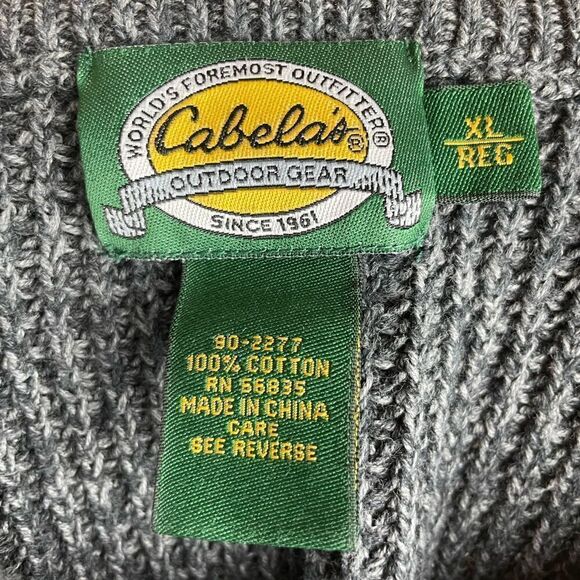 WORLD'S FOREMOST OUTFITTER®
Cabela's®
OUTDOOR GEAR
SINCE 1961
XL
REG
90-2277
100% COTTON
RN 56835
MADE IN CHINA
CARE
SEE REVERSE